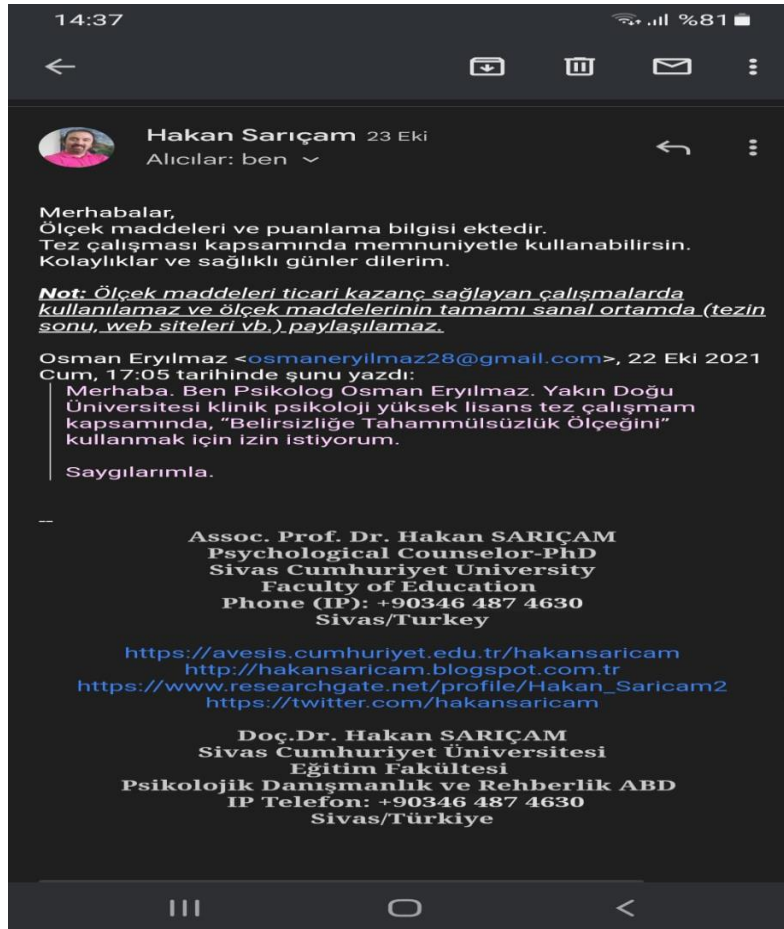 14:37
%81
Hakan Sarıçam 23 Eki
Alıcılar: ben
Merhabalar,
Ölçek maddeleri ve puanlama bilgisi ektedir.
Tez çalışması kapsamında memnuniyetle kullanabilirsin.
Kolaylıklar ve sağlıklı günler dilerim.
Not: Ölçek maddeleri ticari kazanç sağlayan çalışmalarda
kullanılamaz ve ölçek maddelerinin tamamı sanal ortamda (tezin
sonu, web siteleri vb.) paylaşılamaz.
Osman Eryılmaz <osmaneryilmaz28@gmail.com>, 22 Eki 2021
Cum, 17:05 tarihinde şunu yazdı:
Merhaba. Ben Psikolog Osman Eryılmaz. Yakın Doğu
Üniversitesi klinik psikoloji yüksek lisans tez çalışmam
kapsamında, “Belirsizliğe Tahammülsüzlük Ölçeğini”
kullanmak için izin istiyorum.
Saygılarımla.
--
Assoc. Prof. Dr. Hakan SARIÇAM
Psychological Counselor-PhD
Sivas Cumhuriyet University
Faculty of Education
Phone (IP): +90346 487 4630
Sivas/Turkey
https://avesis.cumhuriyet.edu.tr/hakansaricam
http://hakansaricam.blogspot.com.tr
https://www.researchgate.net/profile/Hakan_Saricam2
https://twitter.com/hakansaricam
Doç.Dr. Hakan SARIÇAM
Sivas Cumhuriyet Üniversitesi
Eğitim Fakültesi
Psikolojik Danışmanlık ve Rehberlik ABD
IP Telefon: +90346 487 4630
Sivas/Türkiye